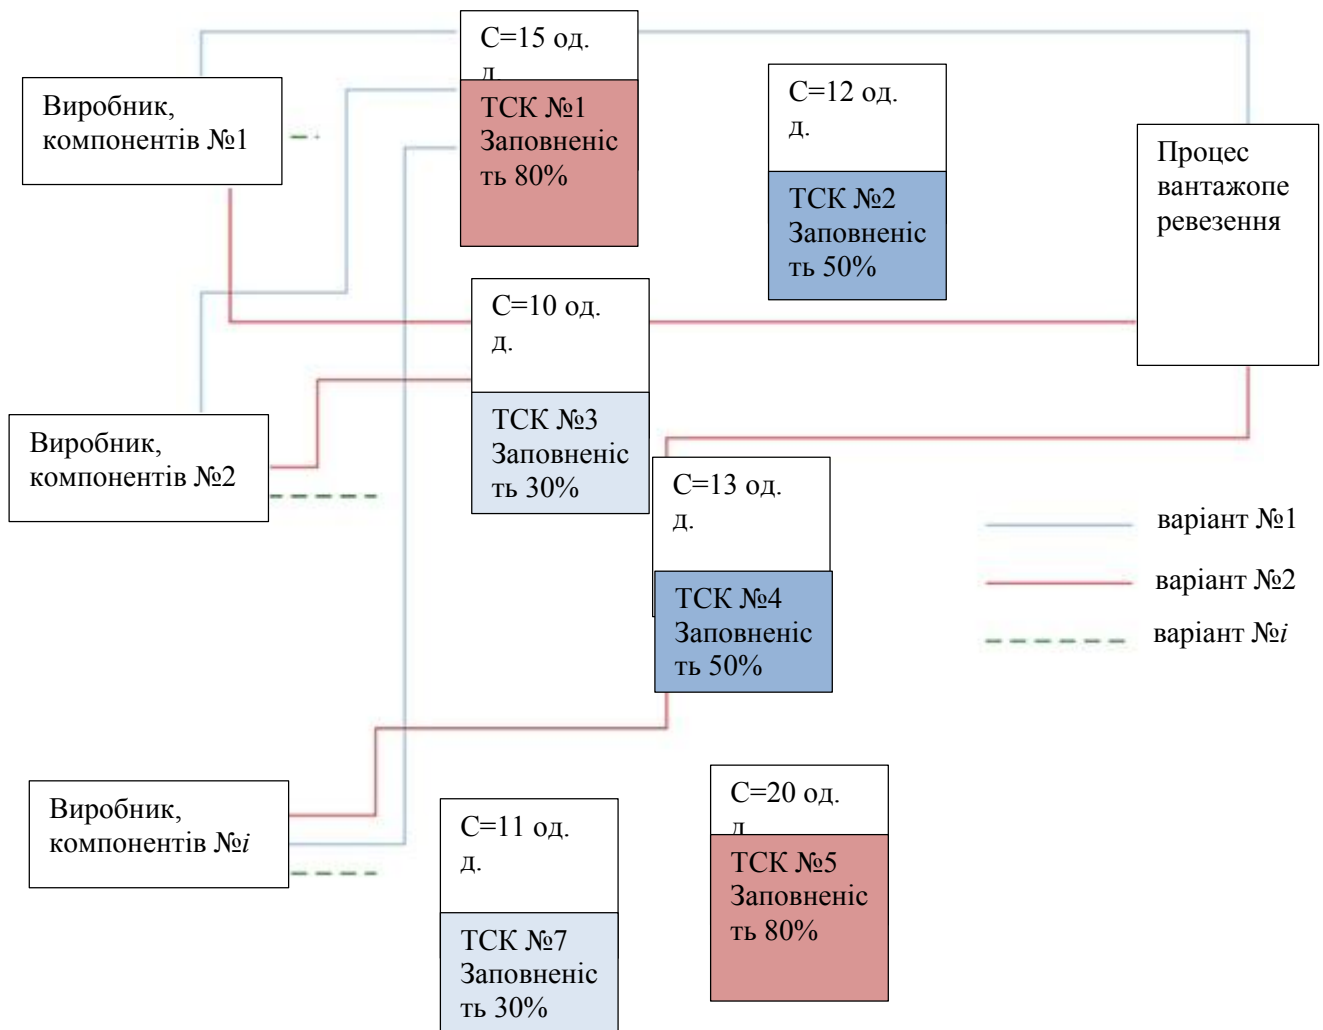 С=15 од.
д.
ТСК №1
Заповненіс
ть 80%
С=12 од.
д.
ТСК №2
Заповненіс
ть 50%
Виробник,
компонентів №1
Процес
вантажопе
ревезення
С=10 од.
д.
ТСК №3
Заповненіс
ть 30%
Виробник,
компонентів №2
С=13 од.
д.
ТСК №4
Заповненіс
ть 50%
варіант №1
варіант №2
варіант №i
Виробник,
компонентів №i
С=11 од.
д.
ТСК №7
Заповненіс
ть 30%
С=20 од.
д
ТСК №5
Заповненіс
ть 80%